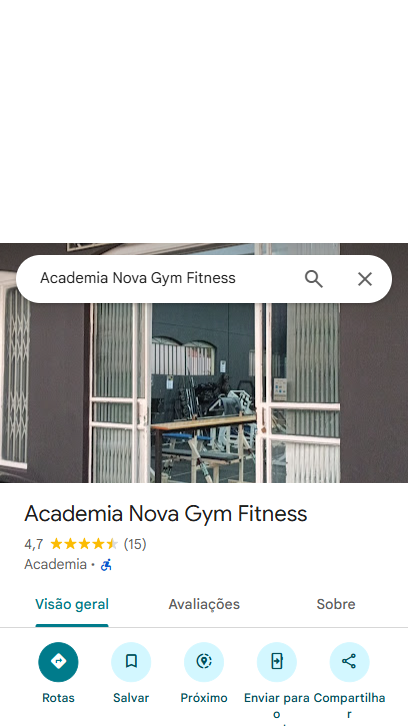 Academia Nova Gym Fitness
Academia Nova Gym Fitness
4,7 (15)
Academia ·
Visão geral Avaliações Sobre
Rotas Salvar Próximo Enviar para o Compartilhar